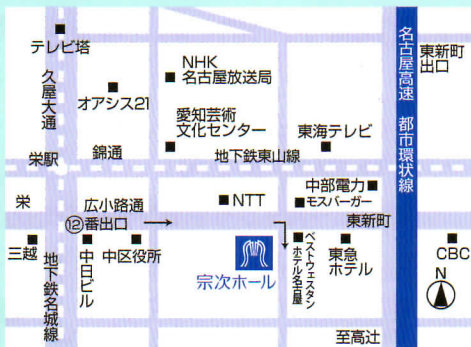 テレビ塔
久屋大通
オアシス21
NHK
名古屋放送局
愛知芸術
文化センター
東海テレビ
名古屋高速 都市環状線
東新町
出口
栄駅
錦通
地下鉄東山線
栄
広小路通
⑫番出口
NTT
中部電力
モスバーガー
東新町
三越
地下鉄名城線
中日ビル
中区役所
宗次ホール
ベストウェスタン
ホテル名古屋
東急
ホテル
CBC
N
至高辻